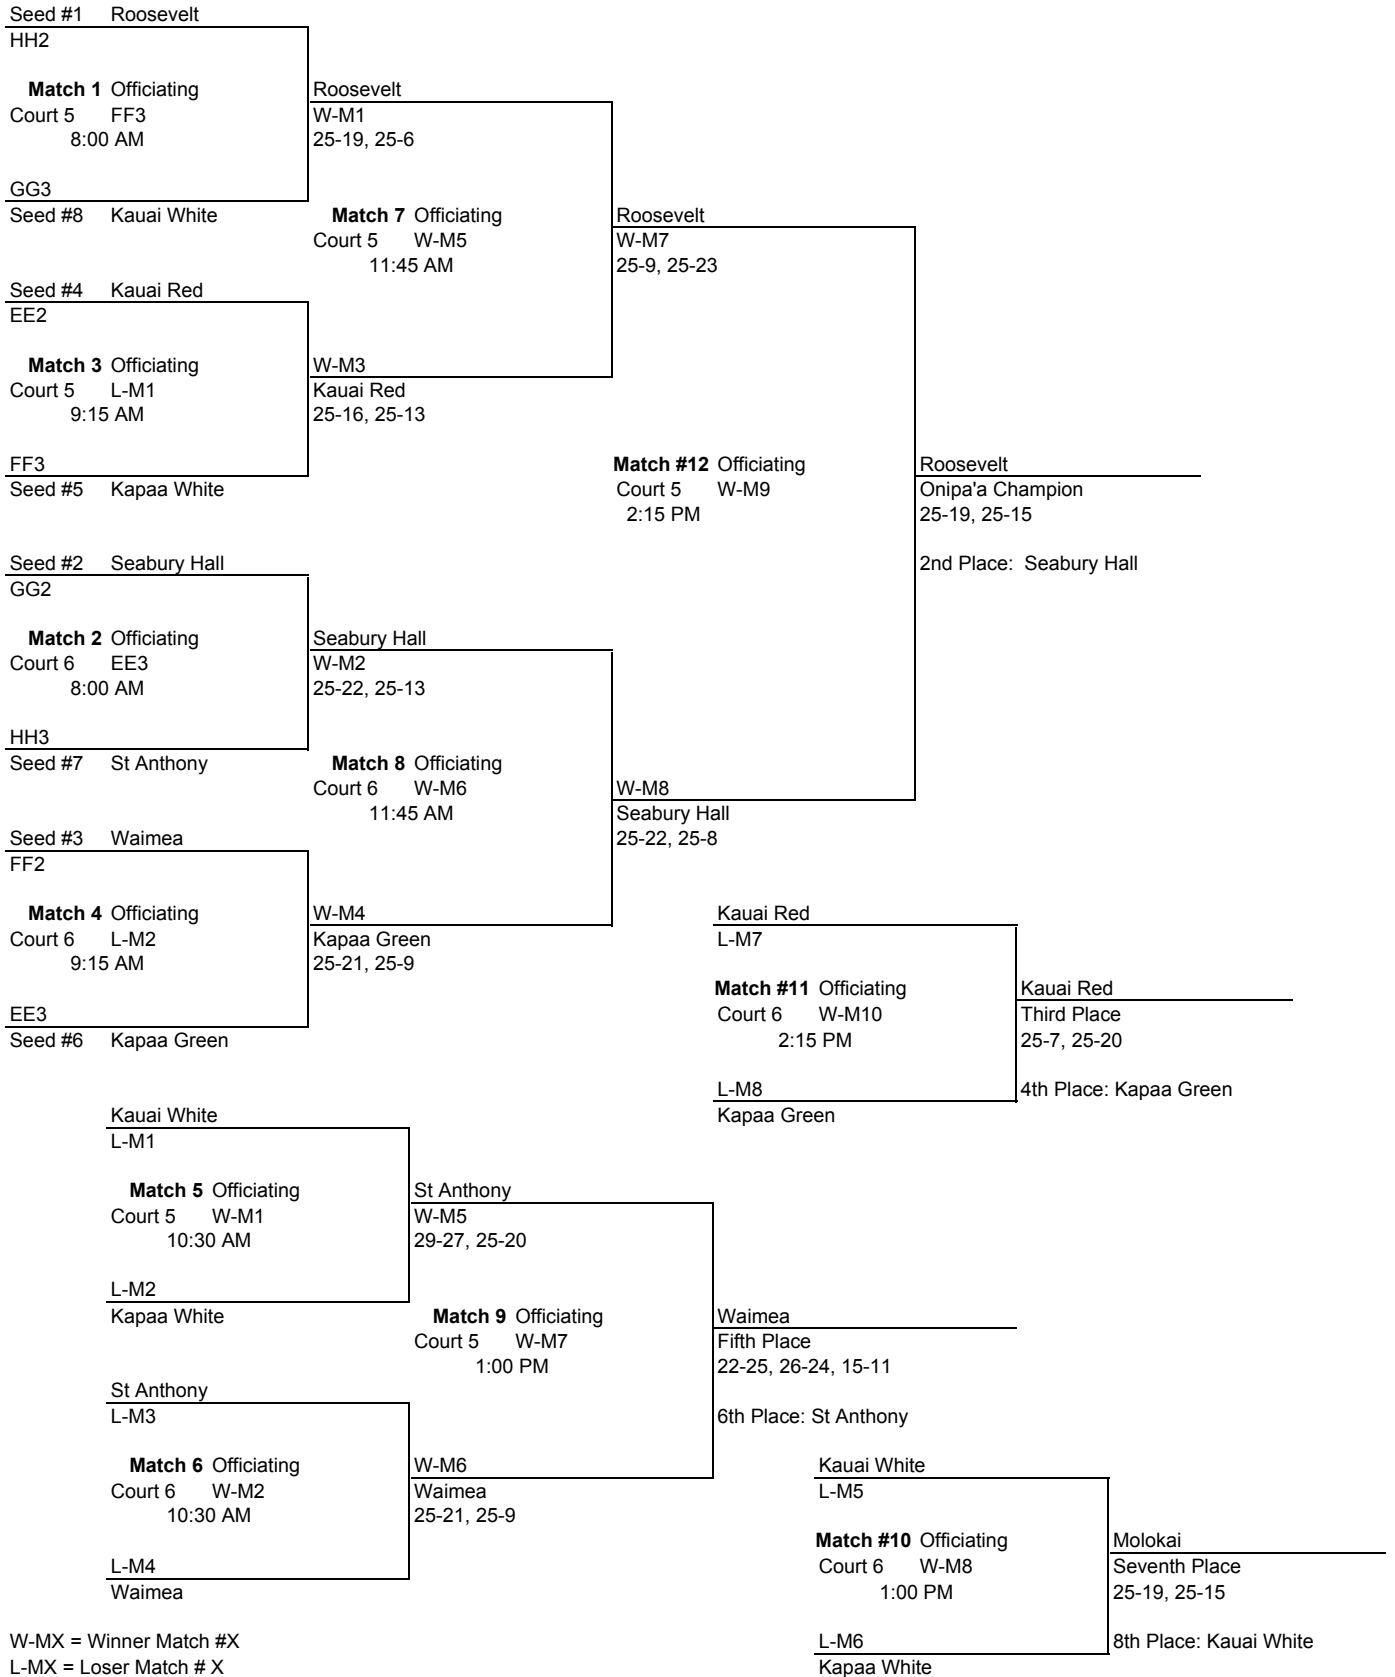 Seed #1 Roosevelt
HH2
Match 1 Officiating
Court 5 FF3
8:00 AM
GG3
Seed #8 Kauai White
Roosevelt
W-M1
25-19, 25-6
Match 7 Officiating
Court 5 W-M5
11:45 AM
Seed #4 Kauai Red
EE2
Match 3 Officiating
Court 5 L-M1
9:15 AM
FF3
Seed #5 Kapaa White
W-M3
Kauai Red
25-16, 25-13
Roosevelt
W-M7
25-9, 25-23
Match #12 Officiating
Court 5 W-M9
2:15 PM
Roosevelt
Onipa'a Champion
25-19, 25-15
2nd Place: Seabury Hall
Seed #2 Seabury Hall
GG2
Match 2 Officiating
Court 6 EE3
8:00 AM
HH3
Seed #7 St Anthony
Seabury Hall
W-M2
25-22, 25-13
Match 8 Officiating
Court 6 W-M6
11:45 AM
W-M8
Seabury Hall
25-22, 25-8
Seed #3 Waimea
FF2
Match 4 Officiating
Court 6 L-M2
9:15 AM
EE3
Seed #6 Kapaa Green
W-M4
Kapaa Green
25-21, 25-9
Kauai Red
L-M7
Match #11 Officiating
Court 6 W-M10
2:15 PM
L-M8
Kapaa Green
Kauai Red
Third Place
25-7, 25-20
4th Place: Kapaa Green
Kauai White
L-M1
Match 5 Officiating
Court 5 W-M1
10:30 AM
L-M2
Kapaa White
St Anthony
W-M5
29-27, 25-20
Match 9 Officiating
Court 5 W-M7
1:00 PM
Waimea
Fifth Place
22-25, 26-24, 15-11
6th Place: St Anthony
St Anthony
L-M3
Match 6 Officiating
Court 6 W-M2
10:30 AM
L-M4
Waimea
W-M6
Waimea
25-21, 25-9
Kauai White
L-M5
Match #10 Officiating
Court 6 W-M8
1:00 PM
L-M6
Kapaa White
Molokai
Seventh Place
25-19, 25-15
8th Place: Kauai White
W-MX = Winner Match #X
L-MX = Loser Match # X